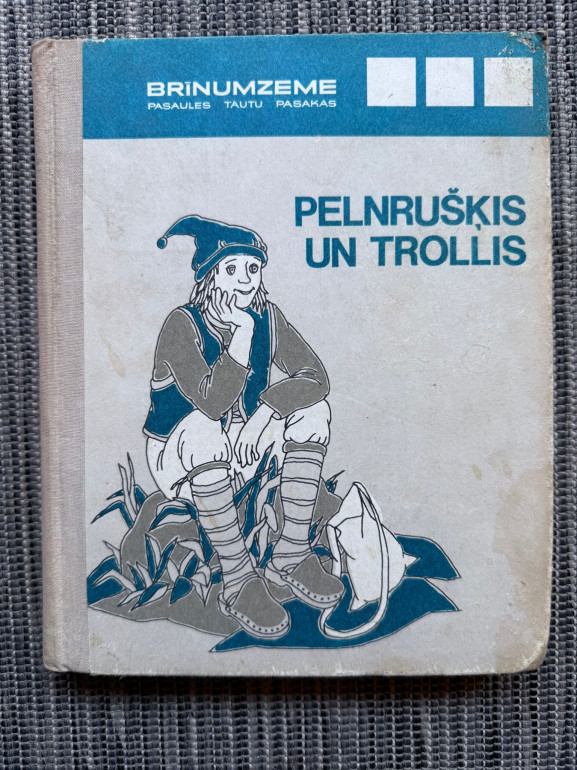 BRĪNUMZEME
PASAULES TAUTU PASAKAS
PELNRUŠĶIS
UN TROLLIS